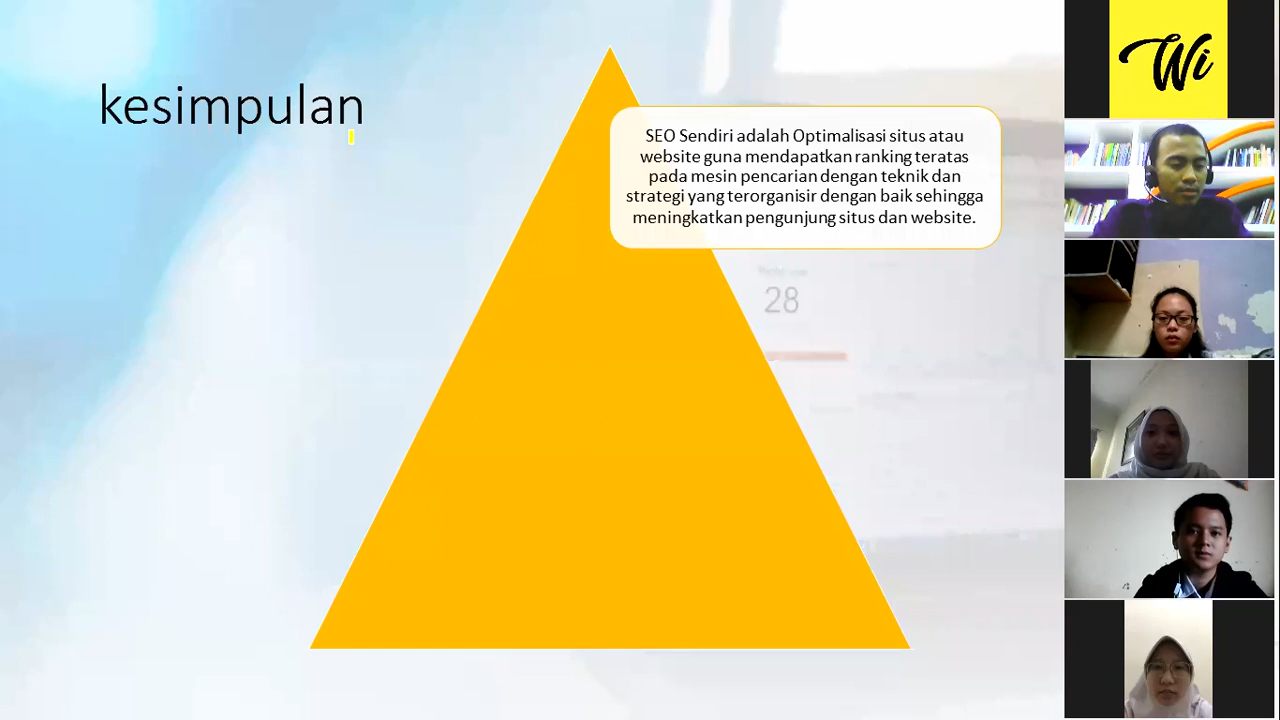 kesimpulan
SEO Sendiri adalah Optimalisasi situs atau
website guna mendapatkan ranking teratas
pada mesin pencarian dengan teknik dan
strategi yang terorganisir dengan baik sehingga
meningkatkan pengunjung situs dan website.
28
Wi